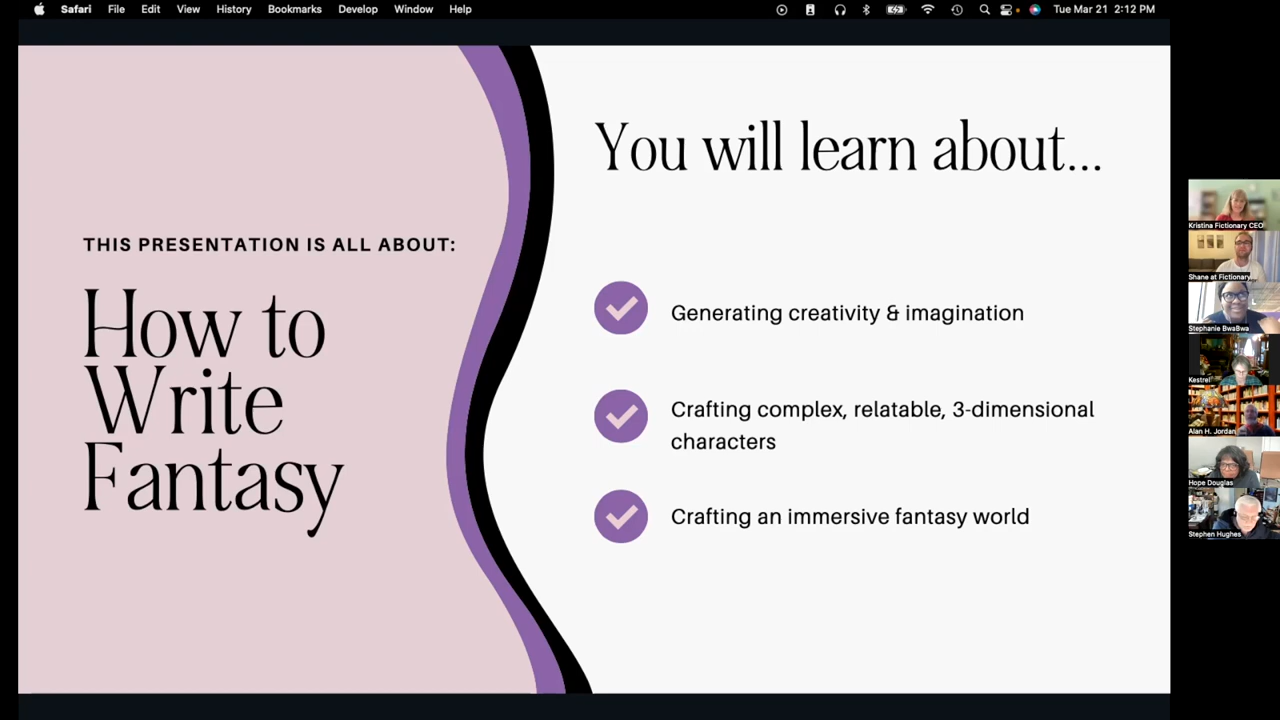 Safari File Edit View History Bookmarks Develop Window Help Tue Mar 21 2:12 PM
THIS PRESENTATION IS ALL ABOUT:
How to
Write
Fantasy
You will learn about...
Generating creativity & imagination
Crafting complex, relatable, 3-dimensional
characters
Crafting an immersive fantasy world
Kristina Fictionary CEO
Shane at Fictionary...
Stephanie BwaBwa
Kestrel
Alan H. Jordan
Hope Douglas
Stephen Hughes